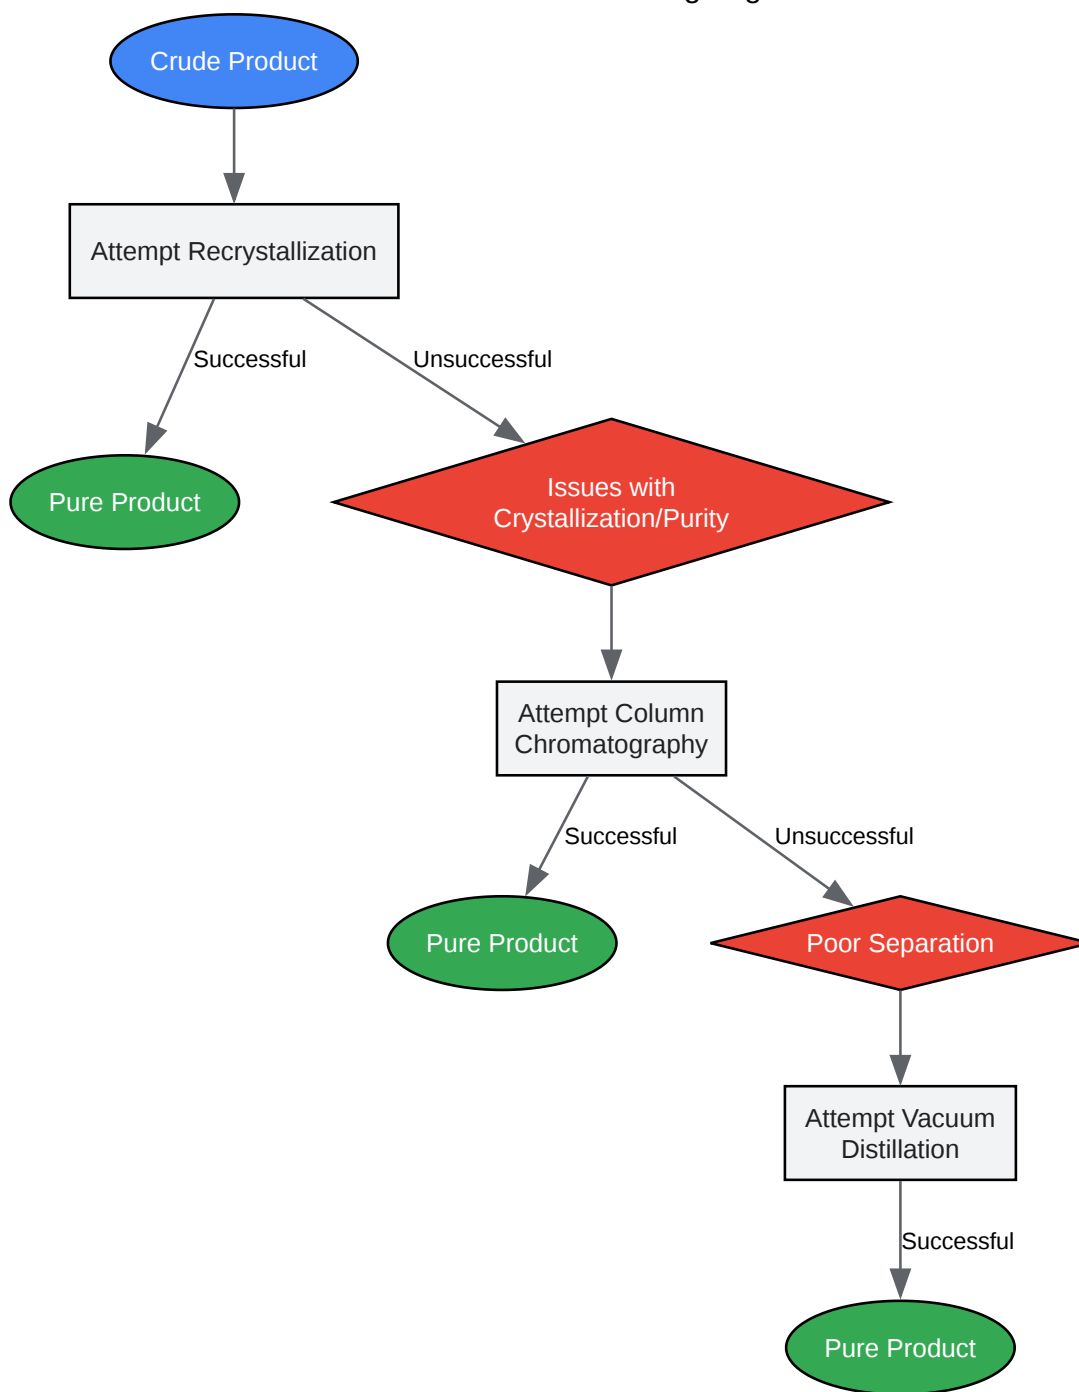 Crude Product
Attempt Recrystallization
Successful
Unsuccessful
Pure Product
Issues with
Crystallization/Purity
Attempt Column
Chromatography
Successful
Unsuccessful
Pure Product
Poor Separation
Attempt Vacuum
Distillation
Successful
Pure Product